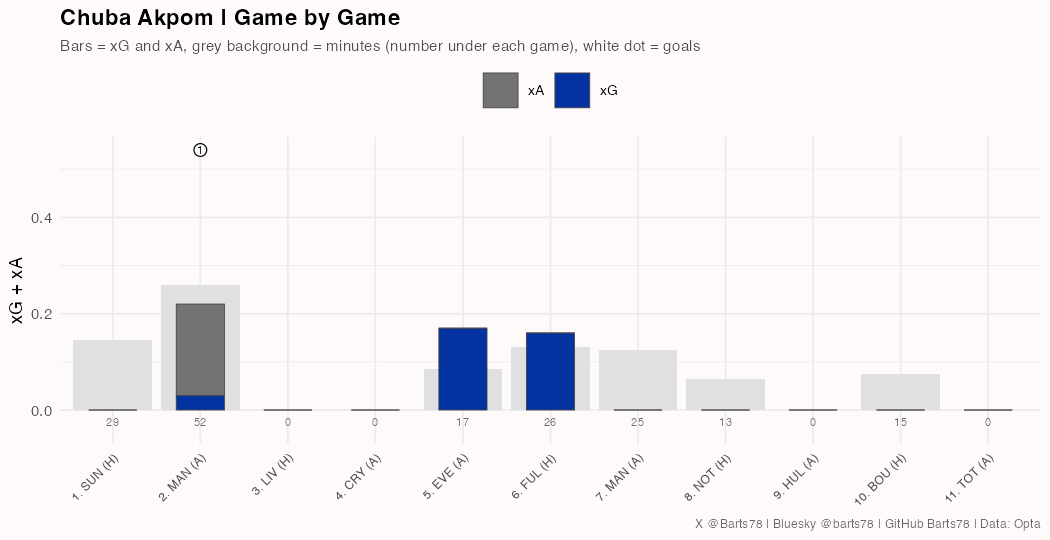 Chuba Akpom | Game by Game
Bars = xG and xA, grey background = minutes (number under each game), white dot = goals
xA xG
1
xG + xA
0.4
0.2
0.0
29 52 0 0 17 26 25 13 0 15 0
1. SUN (H)
2. MAN (A)
3. LIV (H)
4. CRY (A)
5. EVE (A)
6. FUL (H)
7. MAN (A)
8. NOT (H)
9. HUL (A)
10. BOU (H)
11. TOT (A)
X @Barts78 | Bluesky @barts78 | GitHub Barts78 | Data: Opta